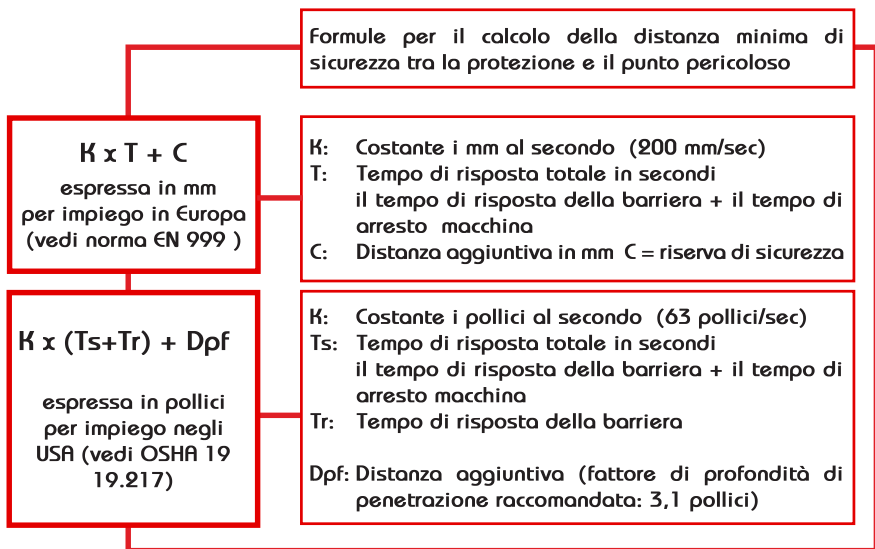 Formule per il calcolo della distanza minima di
sicurezza tra la protezione e il punto pericoloso
K x T + C
espressa in mm
per impiego in Europa
(vedi norma EN 999 )
K: Costante i mm al secondo (200 mm/sec)
T: Tempo di risposta totale in secondi
il tempo di risposta della barriera + il tempo di
arresto macchina
C: Distanza aggiuntiva in mm C = riserva di sicurezza
K x (Ts+Tr) + Dpf
espressa in pollici
per impiego negli
USA (vedi OSHA 19
19.217)
K: Costante i pollici al secondo (63 pollici/sec)
Ts: Tempo di risposta totale in secondi
il tempo di risposta della barriera + il tempo di
arresto macchina
Tr: Tempo di risposta della barriera
Dpf: Distanza aggiuntiva (fattore di profondità di
penetrazione raccomandata: 3,1 pollici)